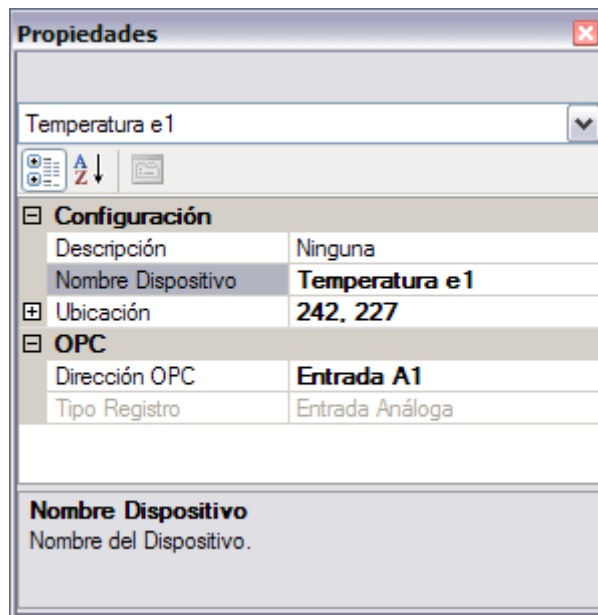 Propiedades
Temperatura e1
Configuración
Descripción Ninguna
Nombre Dispositivo Temperatura e1
Ubicación 242, 227
OPC
Dirección OPC Entrada A1
Tipo Registro Entrada Análoga
Nombre Dispositivo
Nombre del Dispositivo.